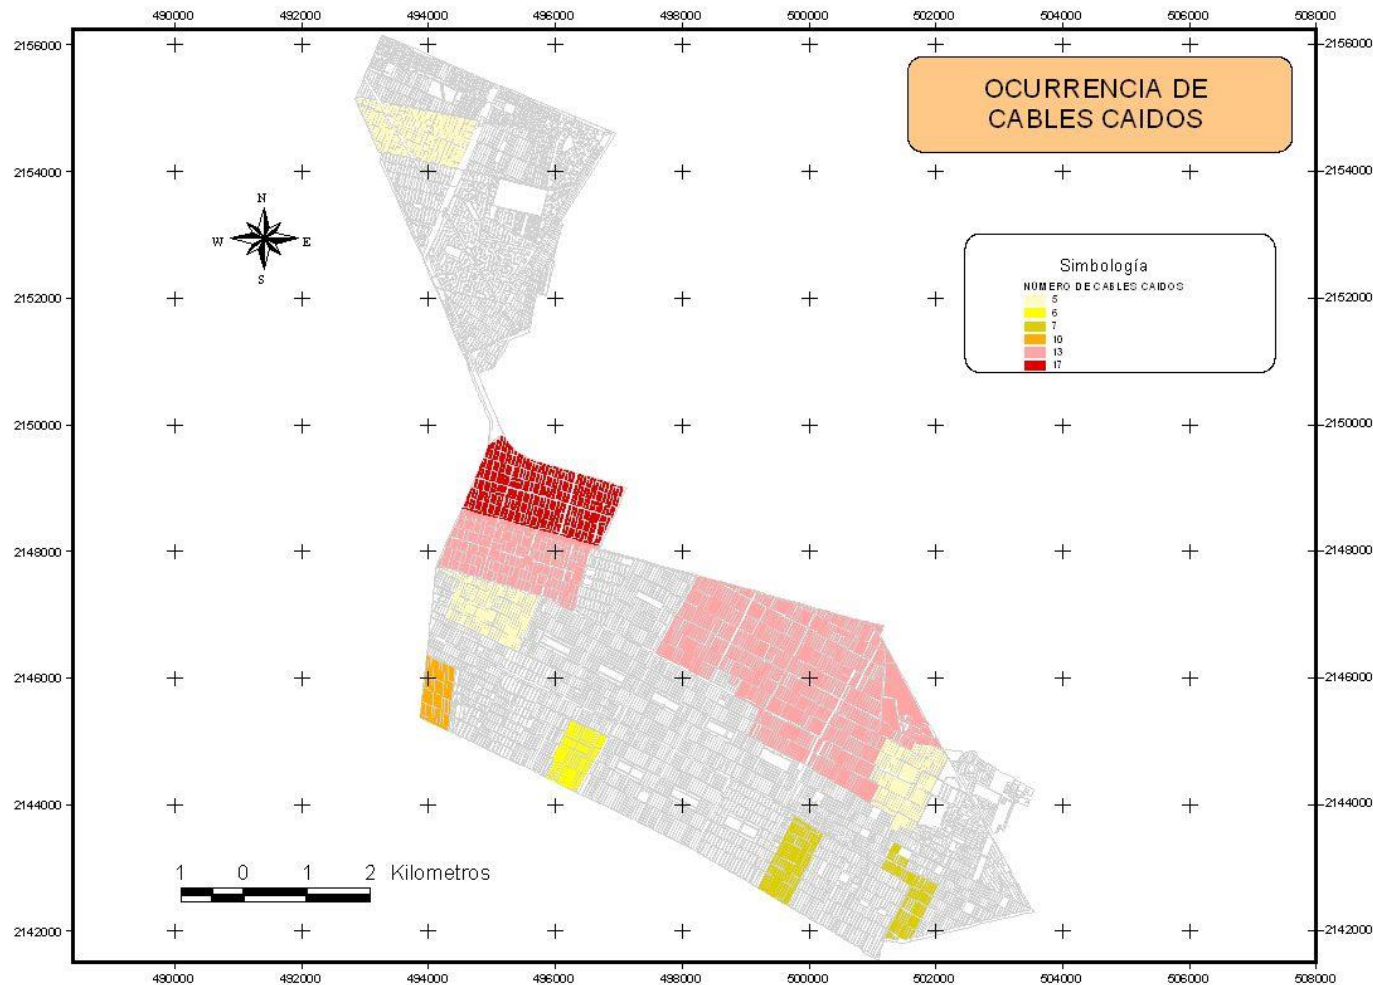 490000 492000 494000 496000 498000 500000 502000 504000 506000 508000
2156000 2156000
OCURRENCIA DE
CABLES CAIDOS
2154000 2154000
N
W E
S
Simbología
NÚMERO DE CABLES CAIDOS
5
6
7
10
13
17
2152000 2152000
2150000 2150000
2148000 2148000
2146000 2146000
2144000 2144000
1 0 1 2 Kilometros
2142000 2142000
490000 492000 494000 496000 498000 500000 502000 504000 506000 508000